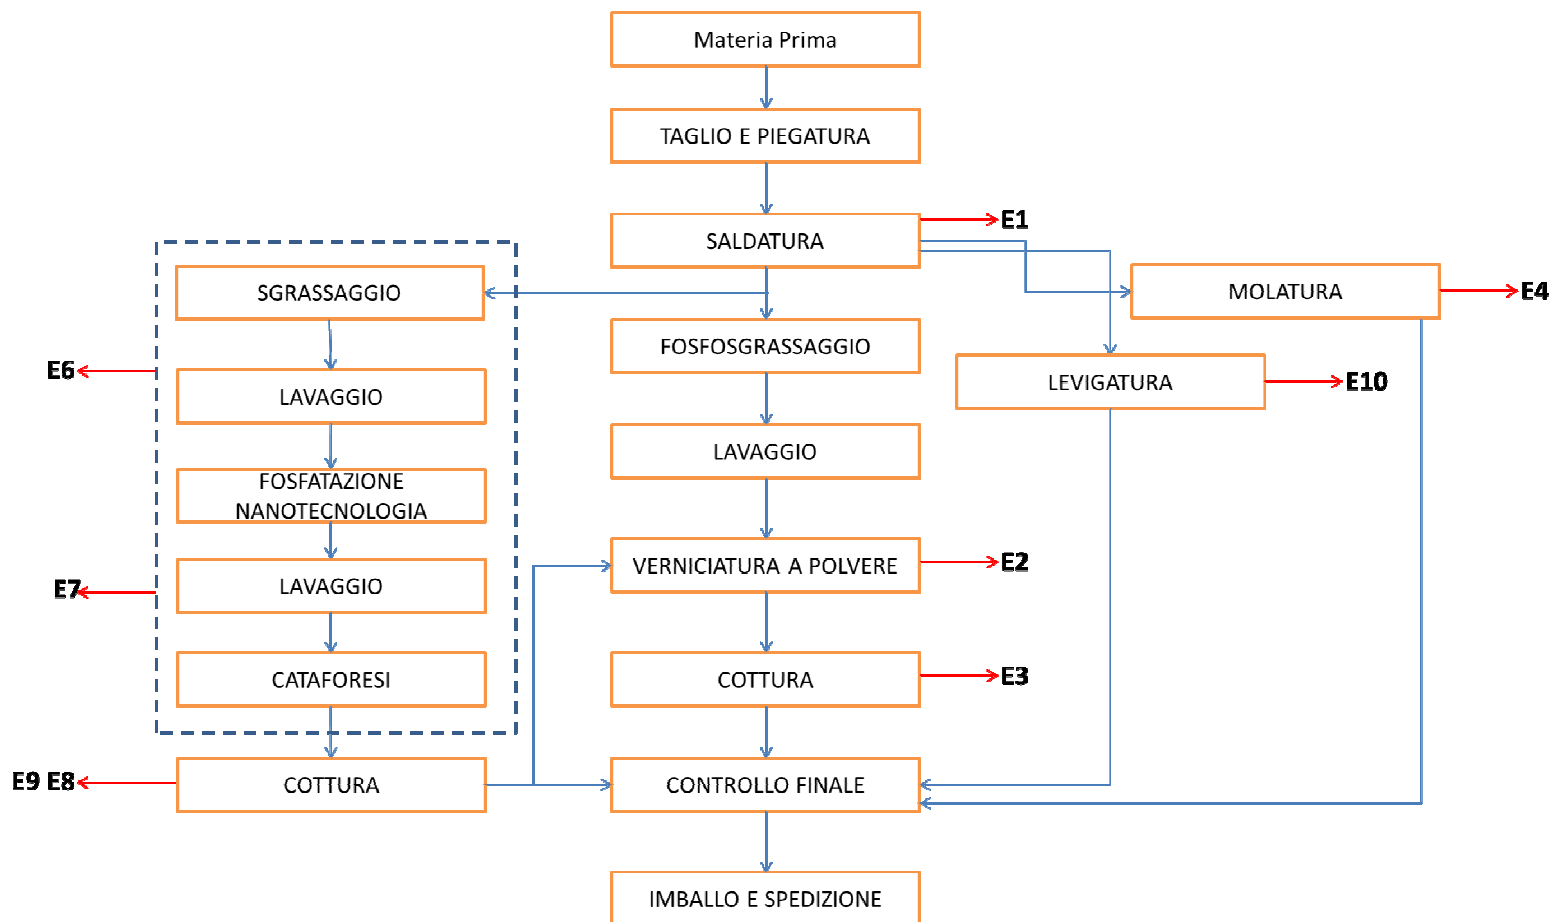 Materia Prima
TAGLIO E PIEGATURA
SALDATURA
E1
SGRASSAGGIO
MOLATURA
E4
FOSFOSGRASSAGGIO
E6
LEVIGATURA
E10
LAVAGGIO
LAVAGGIO
FOSFATAZIONE
NANOTECNOLOGIA
VERNICIATURA A POLVERE
E2
E7
LAVAGGIO
CATAFORESI
COTTURA
E3
E9 E8
COTTURA
CONTROLLO FINALE
IMBALLO E SPEDIZIONE